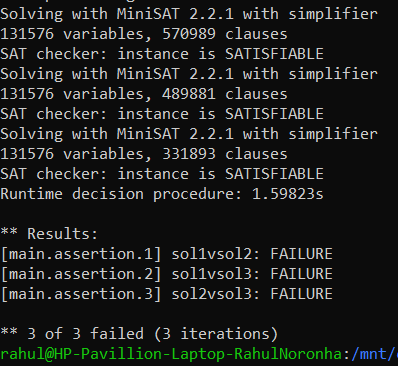 Solving with MiniSAT 2.2.1 with simplifier
131576 variables, 570989 clauses
SAT checker: instance is SATISFIABLE
Solving with MiniSAT 2.2.1 with simplifier
131576 variables, 489881 clauses
SAT checker: instance is SATISFIABLE
Solving with MiniSAT 2.2.1 with simplifier
131576 variables, 331893 clauses
SAT checker: instance is SATISFIABLE
Runtime decision procedure: 1.59823s
** Results:
[main.assertion.1] sol1vsol2: FAILURE
[main.assertion.2] sol1vsol3: FAILURE
[main.assertion.3] sol2vsol3: FAILURE
** 3 of 3 failed (3 iterations)
rahul@HP-Pavillion-Laptop-RahulNoronha:/mnt/